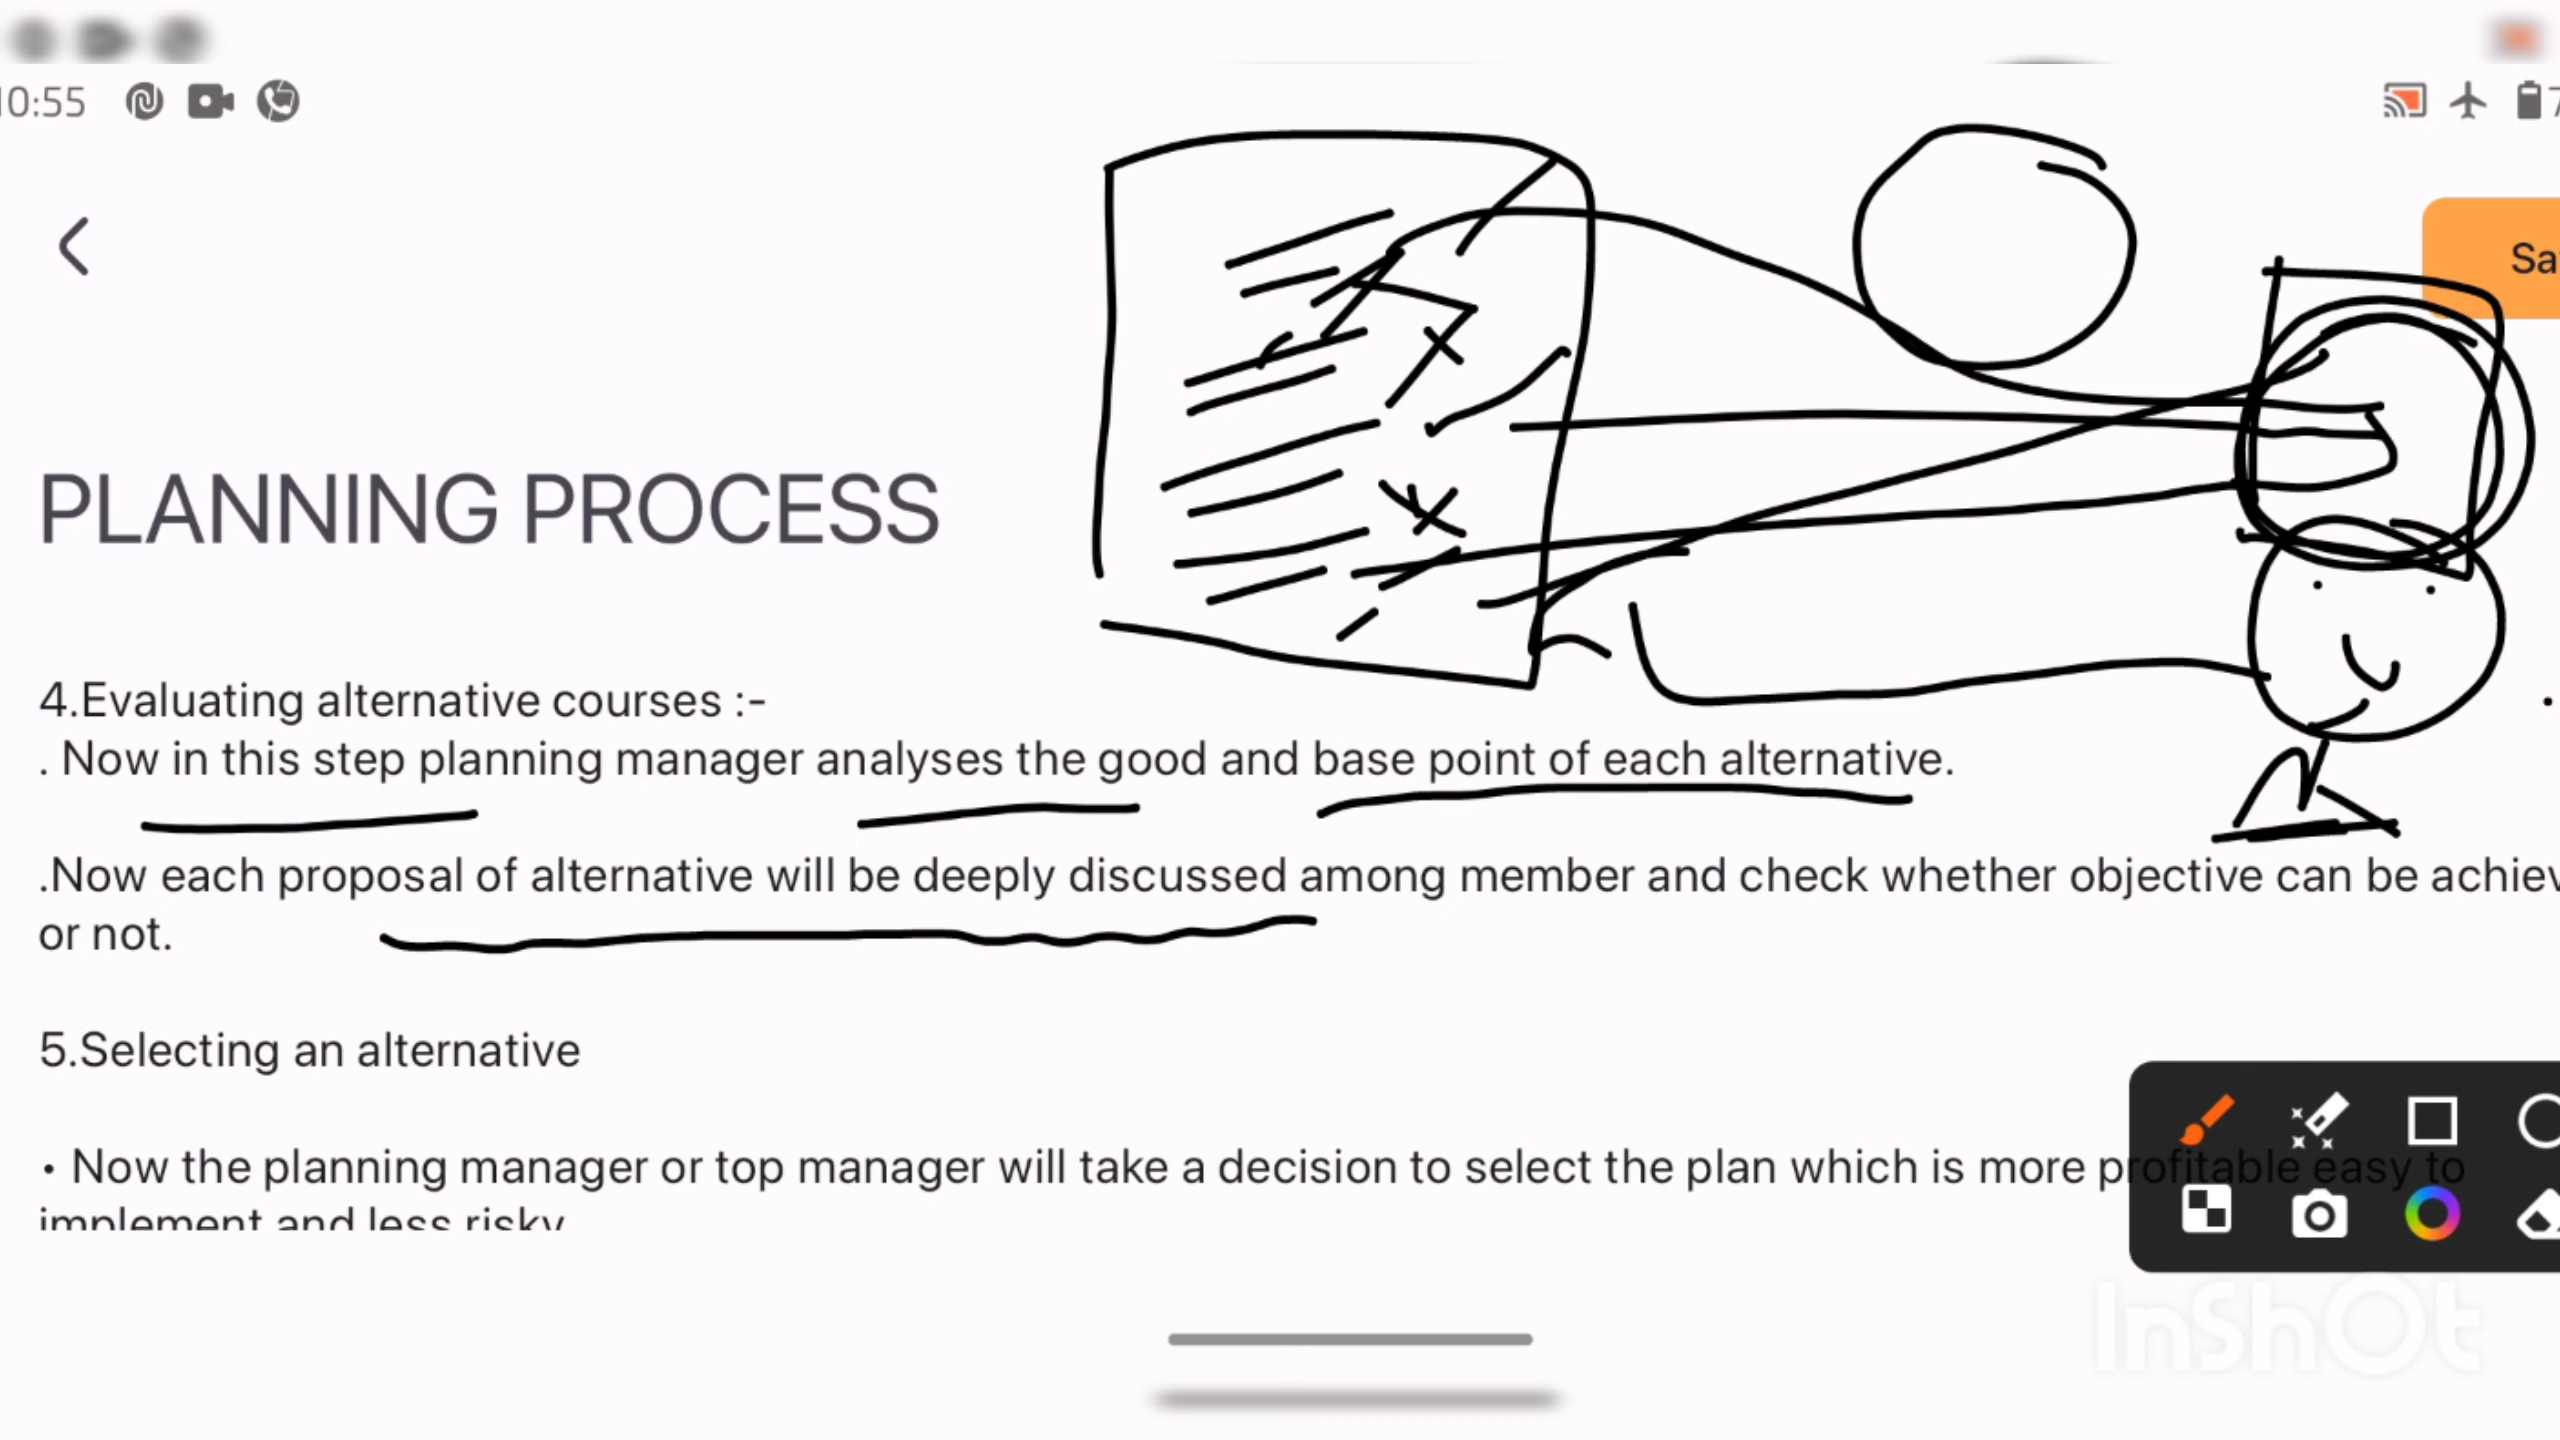 10:55
Sa
PLANNING PROCESS
4.Evaluating alternative courses :-
. Now in this step planning manager analyses the good and base point of each alternative.
.Now each proposal of alternative will be deeply discussed among member and check whether objective can be achiev
or not.
5.Selecting an alternative
• Now the planning manager or top manager will take a decision to select the plan which is more profitable easy to
implement and less risky
InShOt